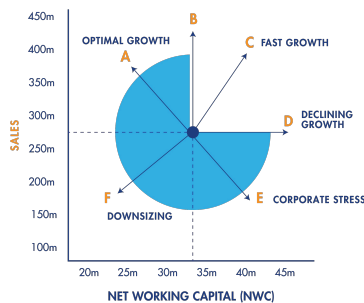 450m
B
OPTIMAL GROWTH
C FAST GROWTH
400m
A
350m
300m
D DECLINING
GROWTH
SALES
250m
200m
F
E CORPORATE STRESS
150m
DOWNSIZING
100m
20m 25m 30m 35m 40m 45m
NET WORKING CAPITAL (NWC)